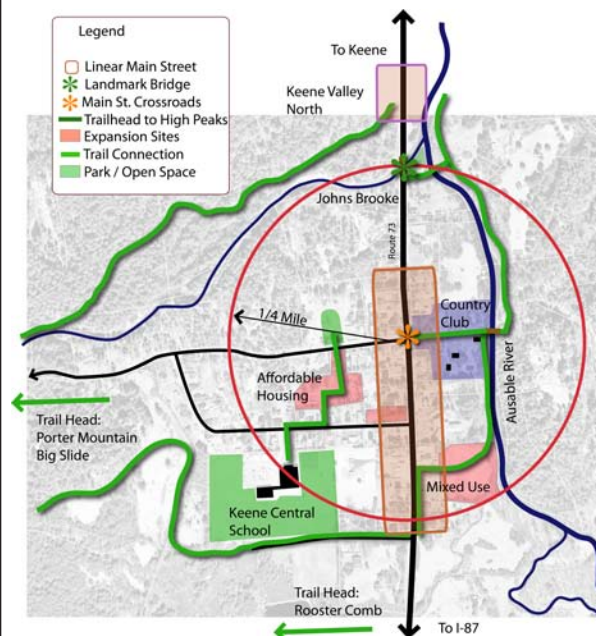 Legend
Linear Main Street
Landmark Bridge
Main St. Crossroads
Trailhead to High Peaks
Expansion Sites
Trail Connection
Park / Open Space
To Keene
Keene Valley
North
Johns Brooke
Route 73
1/4 Mile
Country
Club
Affordable
Housing
Ausable River
Trail Head:
Porter Mountain
Big Slide
Mixed Use
Keene Central
School
Trail Head:
Rooster Comb
To I-87